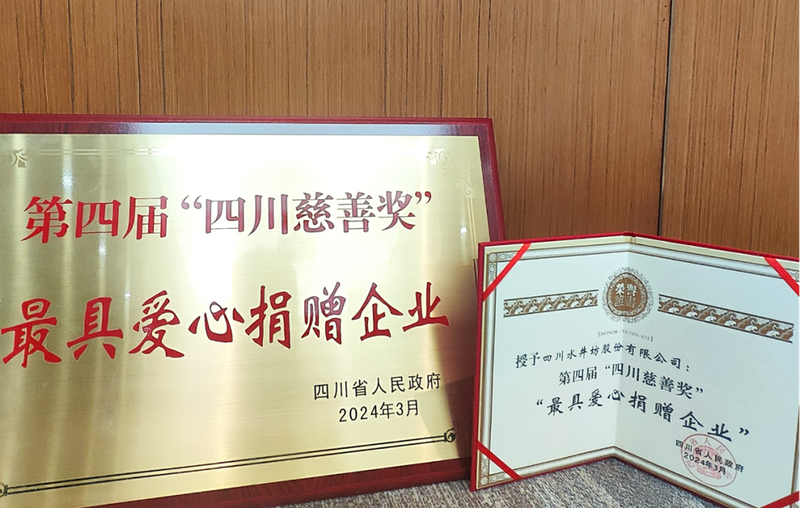 第四届“四川慈善奖”
最具爱心捐赠企业
四川省人民政府
2024年3月
授予四川水井坊股份有限公司：
第四届“四川慈善奖”
“最具爱心捐赠企业”
四川省人民政府
2024年3月